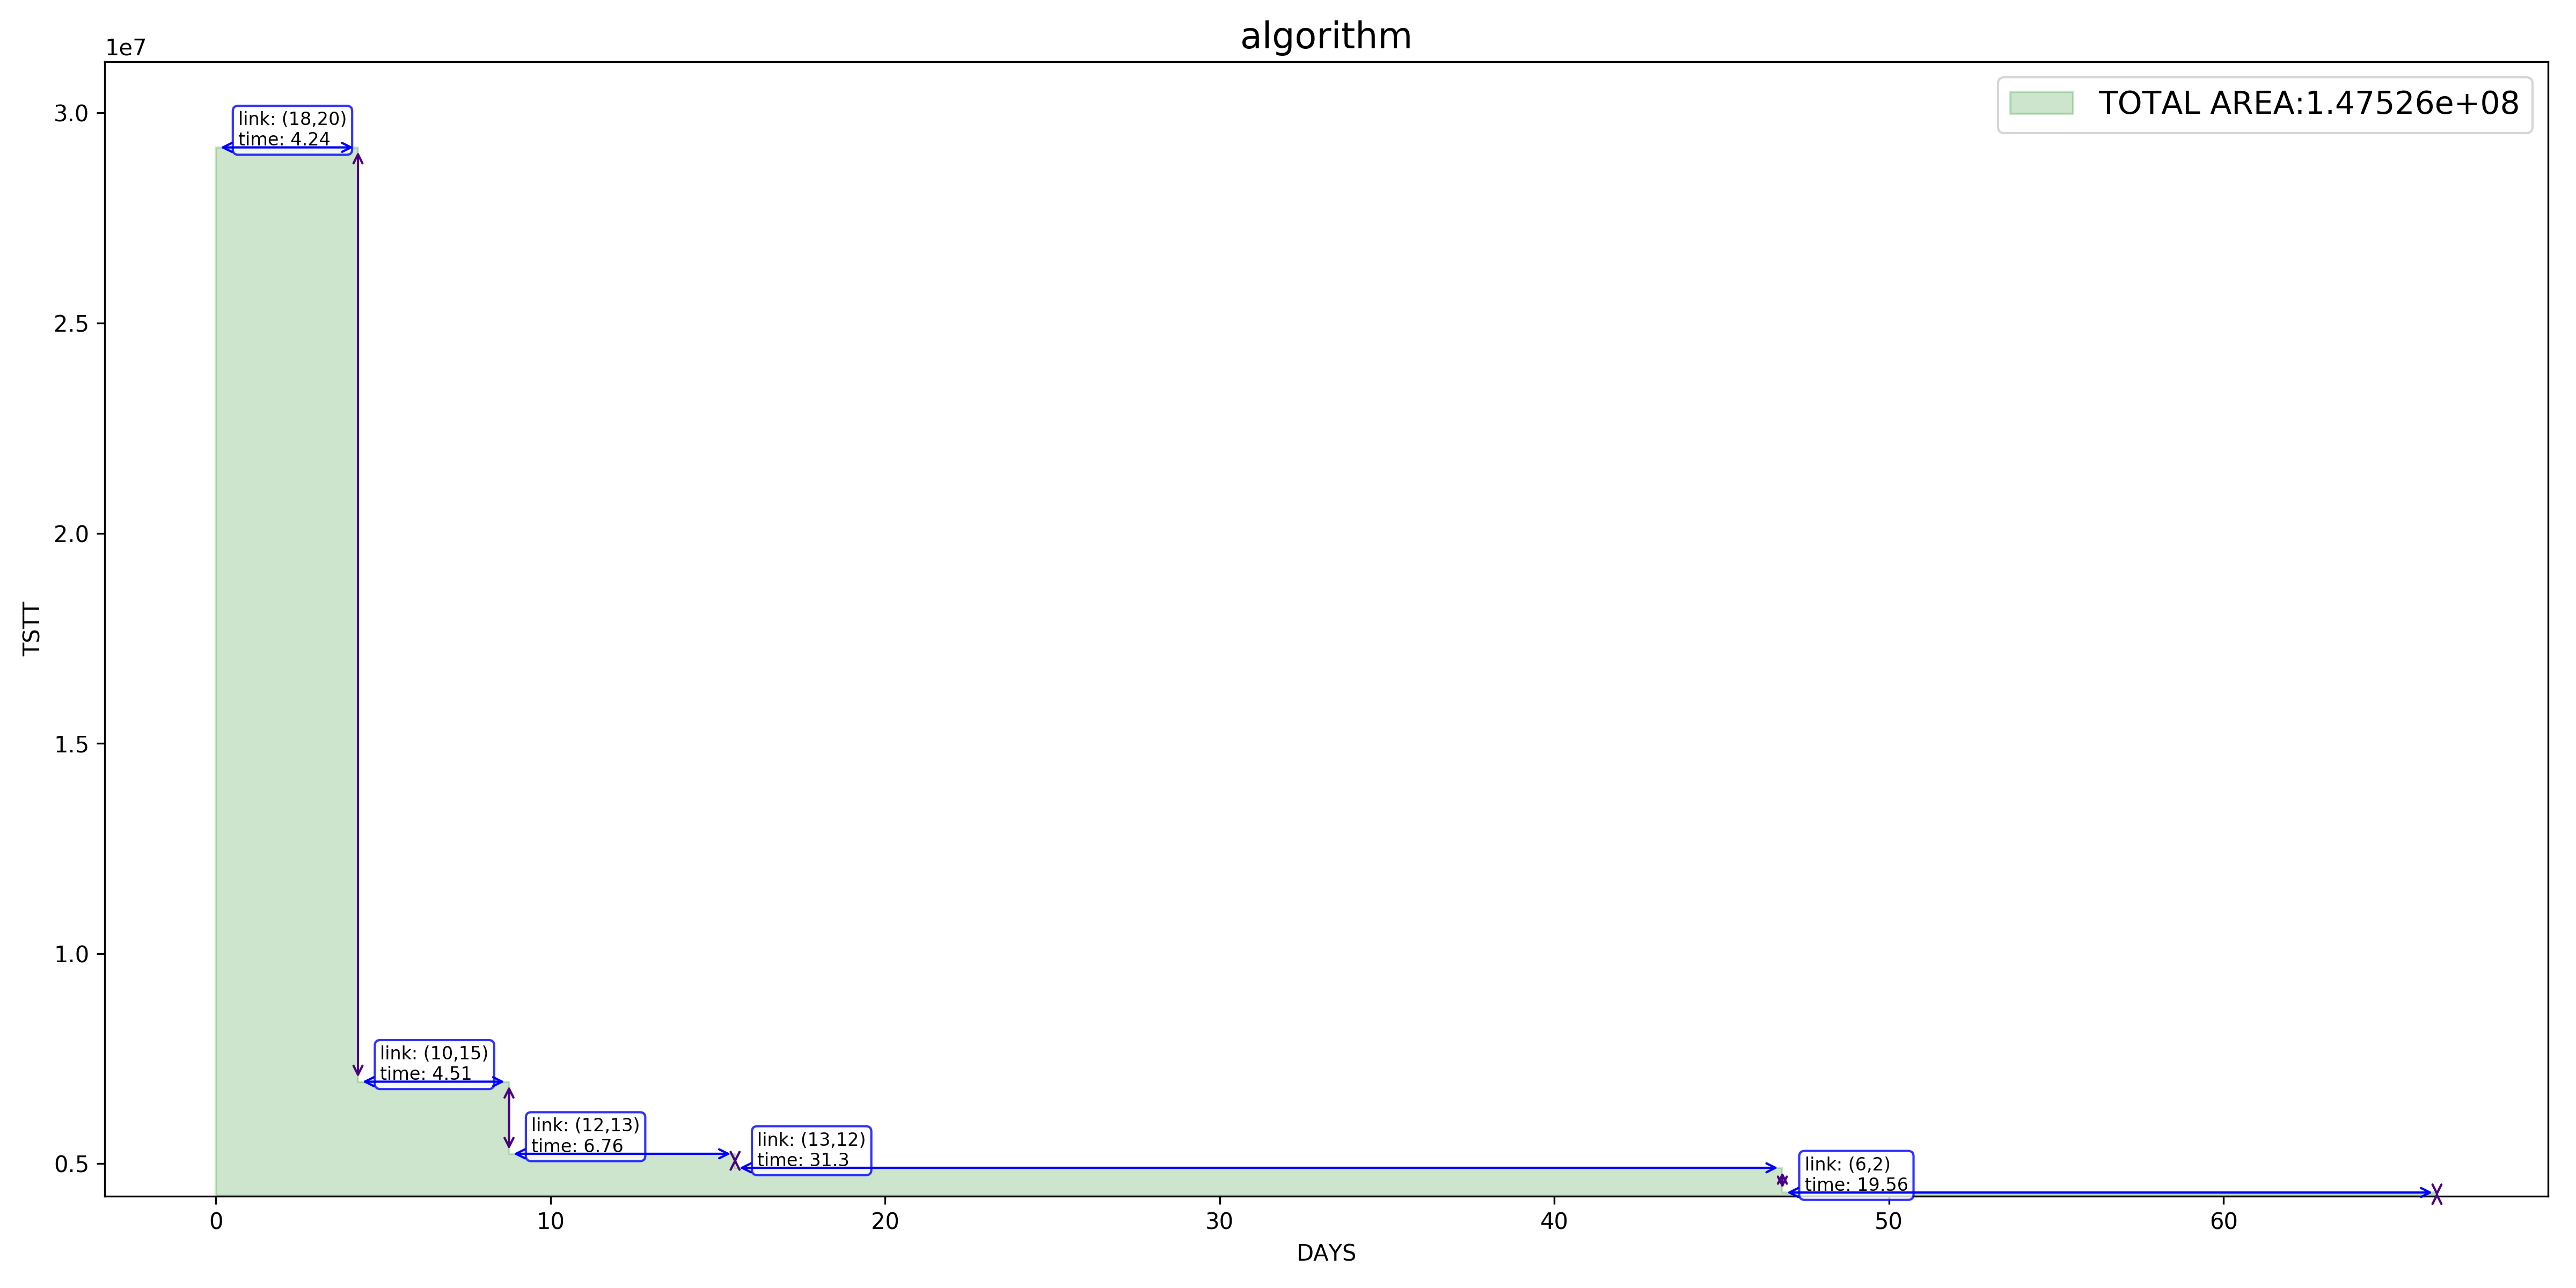 algorithm
1e7
TOTAL AREA:1.47526e+08
3.0
2.5
2.0
1.5
1.0
0.5
TSTT
link: (18,20)
time: 4.24
link: (10,15)
time: 4.51
link: (12,13)
time: 6.76
link: (13,12)
time: 31.3
link: (6,2)
time: 19.56
0
10
20
30
40
50
60
DAYS